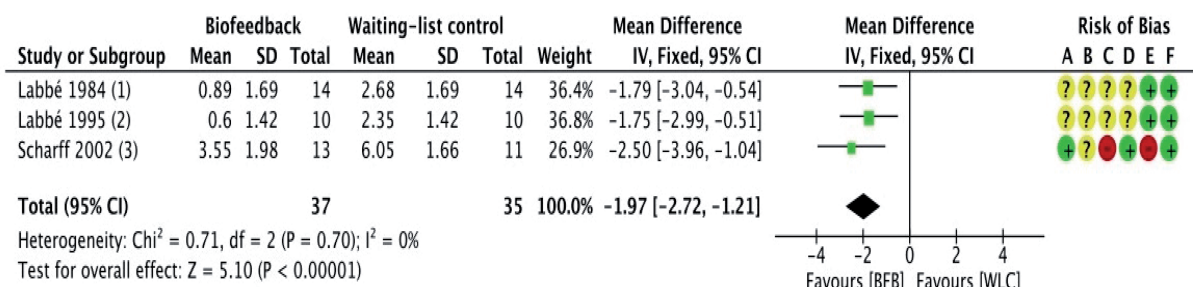 Biofeedback Waiting-list control Mean Difference Mean Difference Risk of Bias
Study or Subgroup Mean SD Total Mean SD Total Weight IV, Fixed, 95% CI IV, Fixed, 95% CI A B C D E F
Labbé 1984 (1) 0.89 1.69 14 2.68 1.69 14 36.4% -1.79 [-3.04, -0.54] ? ? ? ? + +
Labbé 1995 (2) 0.6 1.42 10 2.35 1.42 10 36.8% -1.75 [-2.99, -0.51] ? ? ? ? + +
Scharff 2002 (3) 3.55 1.98 13 6.05 1.66 11 26.9% -2.50 [-3.96, -1.04] + ? - + - +
Total (95% CI) 37 35 100.0% -1.97 [-2.72, -1.21]
Heterogeneity: Chi² = 0.71, df = 2 (P = 0.70); I² = 0%
Test for overall effect: Z = 5.10 (P < 0.00001)
-4 -2 0 2 4
Favours [BFB] Favours [WLC]